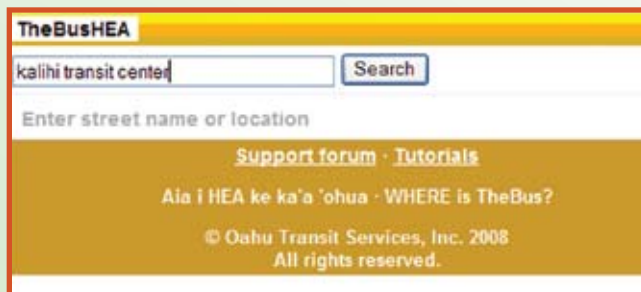 TheBusHEA
kalihi transit center Search
Enter street name or location
Support forum · Tutorials
Aia i HEA ke ka'a 'ohua · WHERE is TheBus?
© Oahu Transit Services, Inc. 2008
All rights reserved.